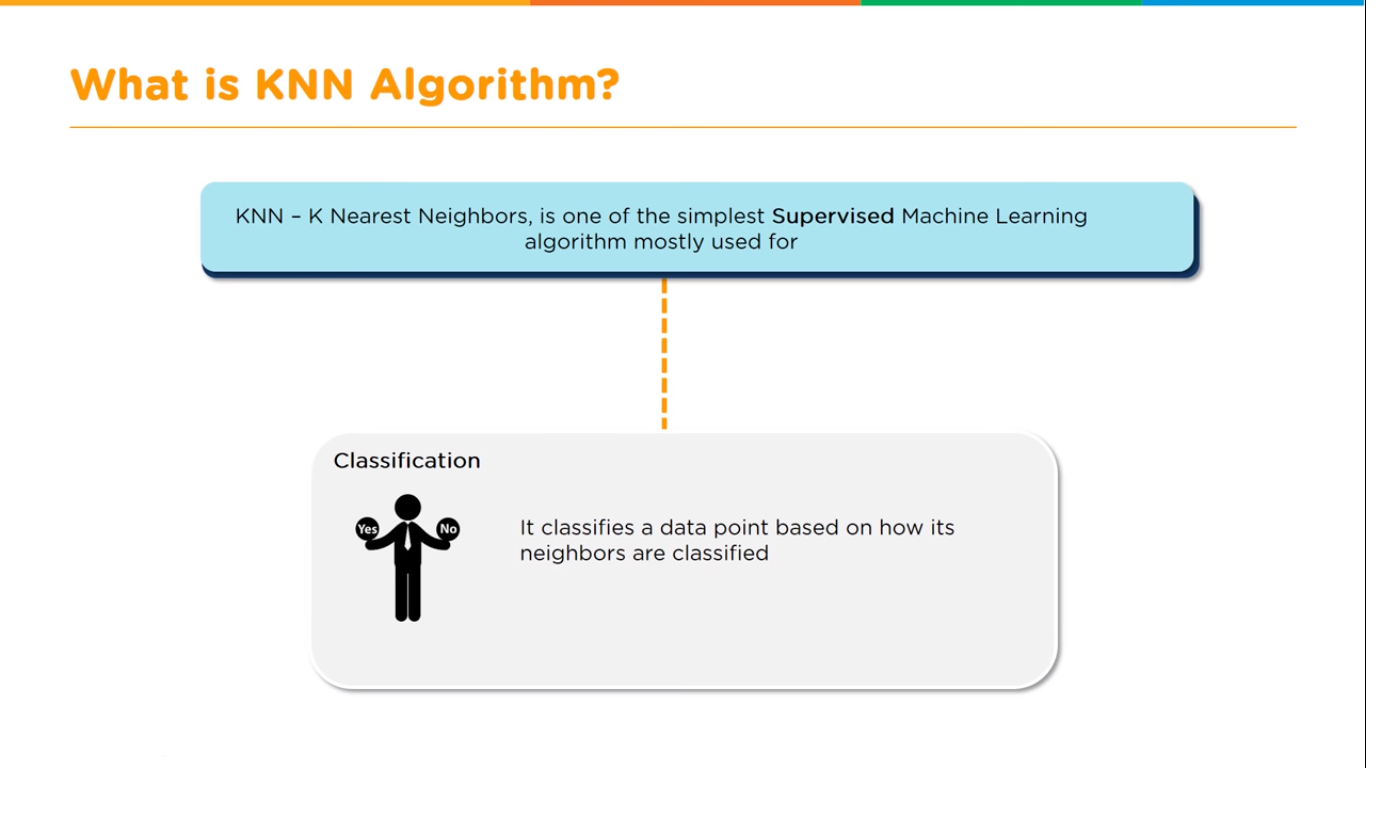 What is KNN Algorithm?
KNN – K Nearest Neighbors, is one of the simplest Supervised Machine Learning
algorithm mostly used for
Classification
Yes
No
It classifies a data point based on how its
neighbors are classified